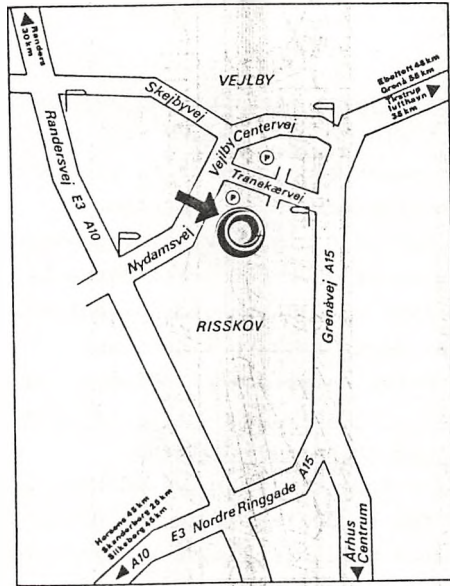 Randers
30 km
VEJLBY
Ebeltoft 48 km
Grenå 58 km
Tirstrup
lufthavn
38 km
Skejbyvej
Vejlby Centervej
P
Tranekærvej
P
Randersvej E3 A10
Nydamsvej
Grenåvej A15
RISSKOV
A15
Horsens 45 km
Skanderborg 25 km
Silkeborg 45 km
A10
E3 Nordre Ringgade
Århus
Centrum